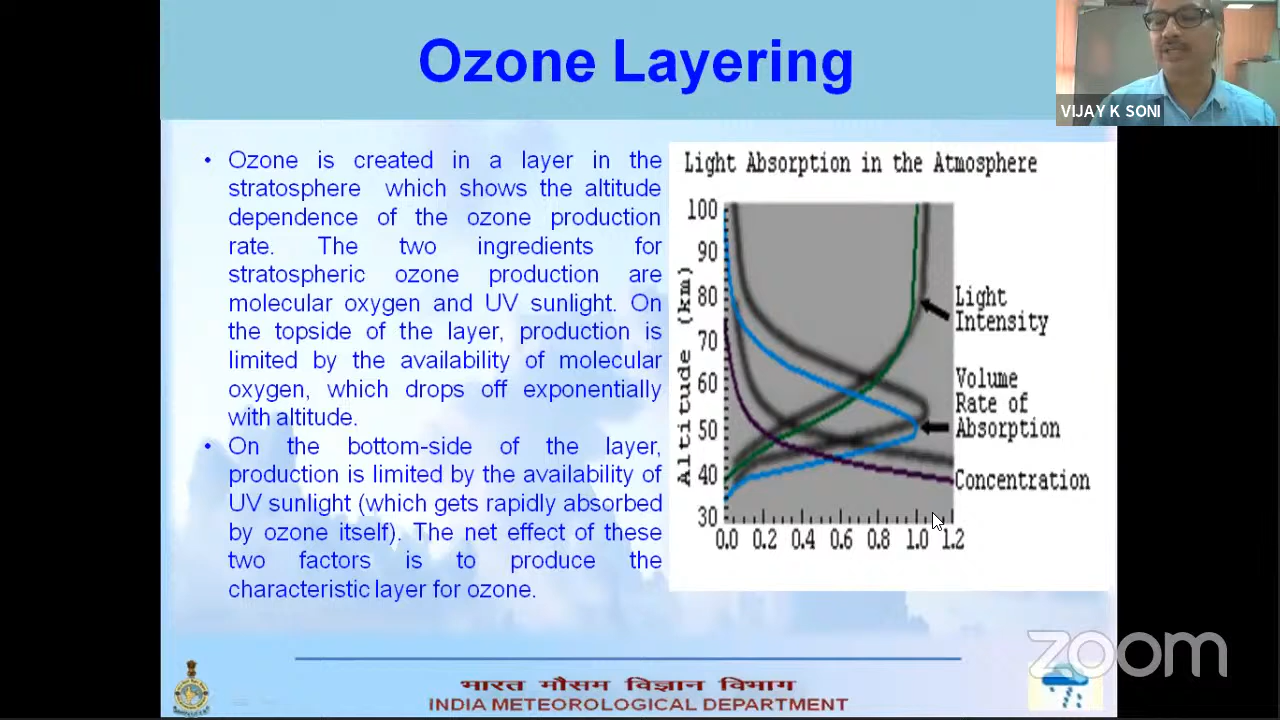 Ozone Layering
VIJAY K SONI
• Ozone is created in a layer in the
stratosphere which shows the altitude
dependence of the ozone production
rate. The two ingredients for
stratospheric ozone production are
molecular oxygen and UV sunlight. On
the topside of the layer, production is
limited by the availability of molecular
oxygen, which drops off exponentially
with altitude.
• On the bottom-side of the layer,
production is limited by the availability of
UV sunlight (which gets rapidly absorbed
by ozone itself). The net effect of these
two factors is to produce the
characteristic layer for ozone.
Light Absorption in the Atmosphere
Altitude (km)
100
90
80
70
60
50
40
30
0.0 0.2 0.4 0.6 0.8 1.0 1.2
Light
Intensity
Volume
Rate of
Absorption
Concentration
zoom
भारत मौसम विज्ञान विभाग
INDIA METEOROLOGICAL DEPARTMENT